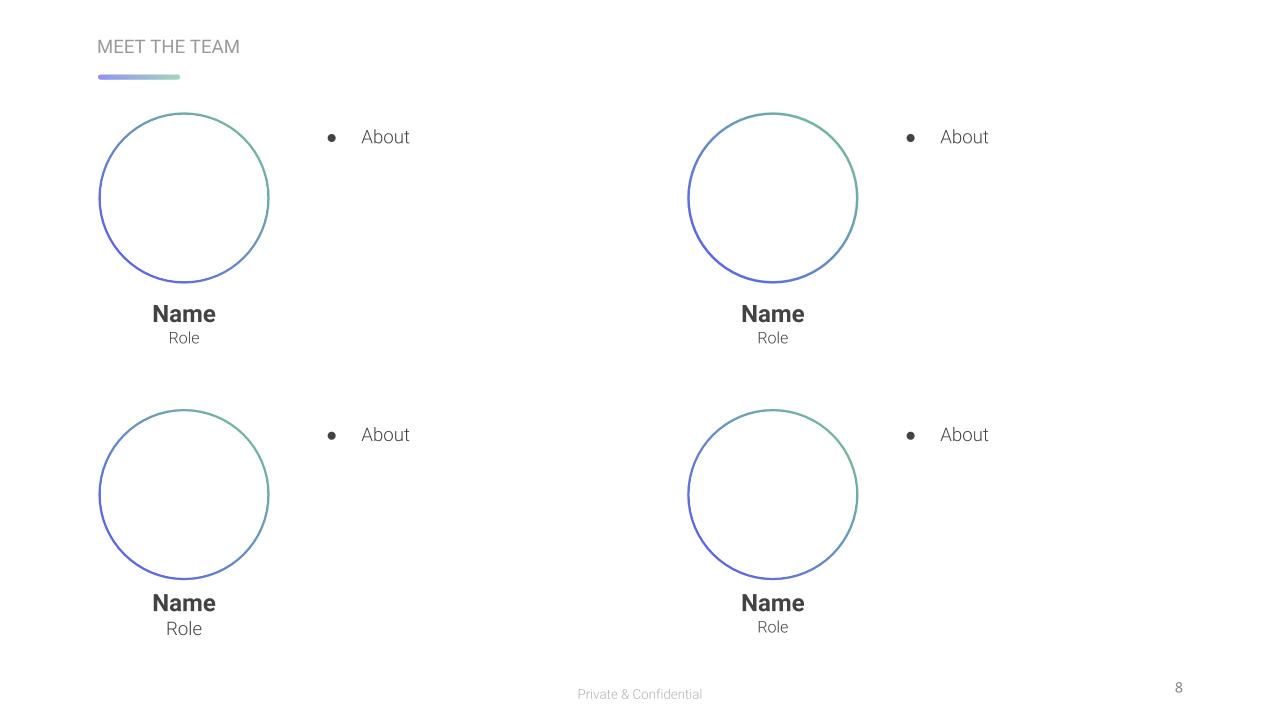 MEET THE TEAM
● About
Name
Role
● About
Name
Role
● About
Name
Role
● About
Name
Role
Private & Confidential
8